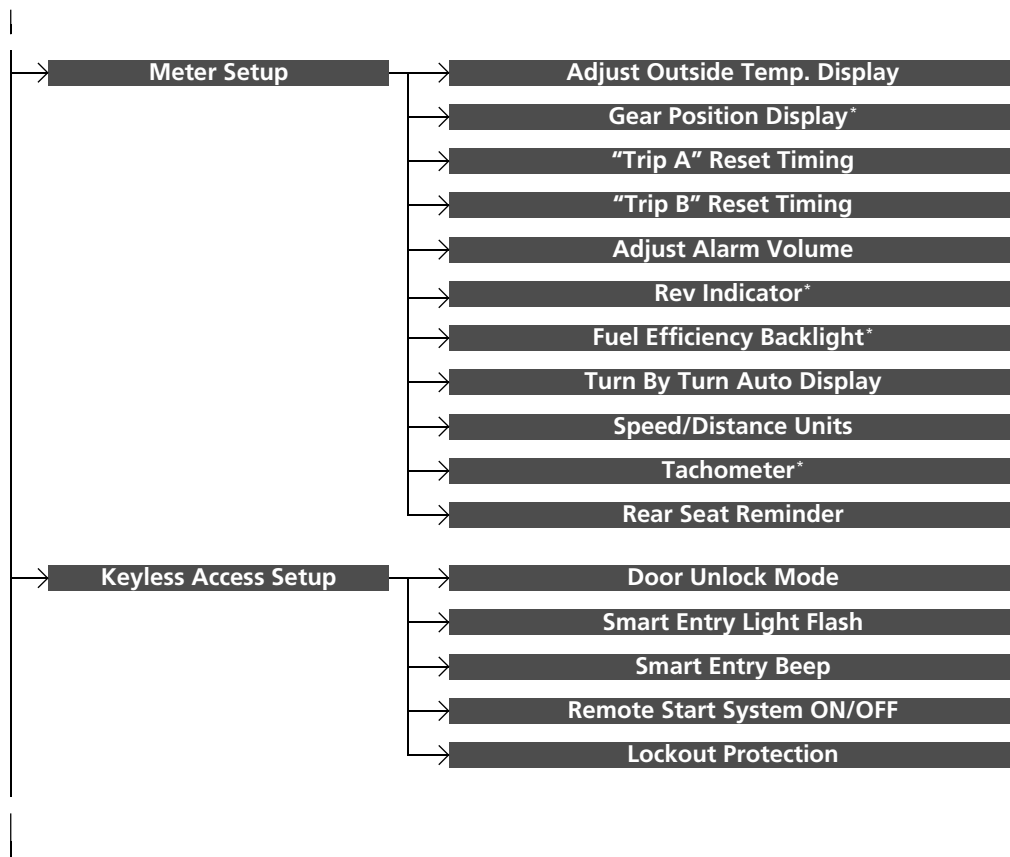 Meter Setup
Adjust Outside Temp. Display
Gear Position Display*
“Trip A” Reset Timing
“Trip B” Reset Timing
Adjust Alarm Volume
Rev Indicator*
Fuel Efficiency Backlight*
Turn By Turn Auto Display
Speed/Distance Units
Tachometer*
Rear Seat Reminder
Keyless Access Setup
Door Unlock Mode
Smart Entry Light Flash
Smart Entry Beep
Remote Start System ON/OFF
Lockout Protection